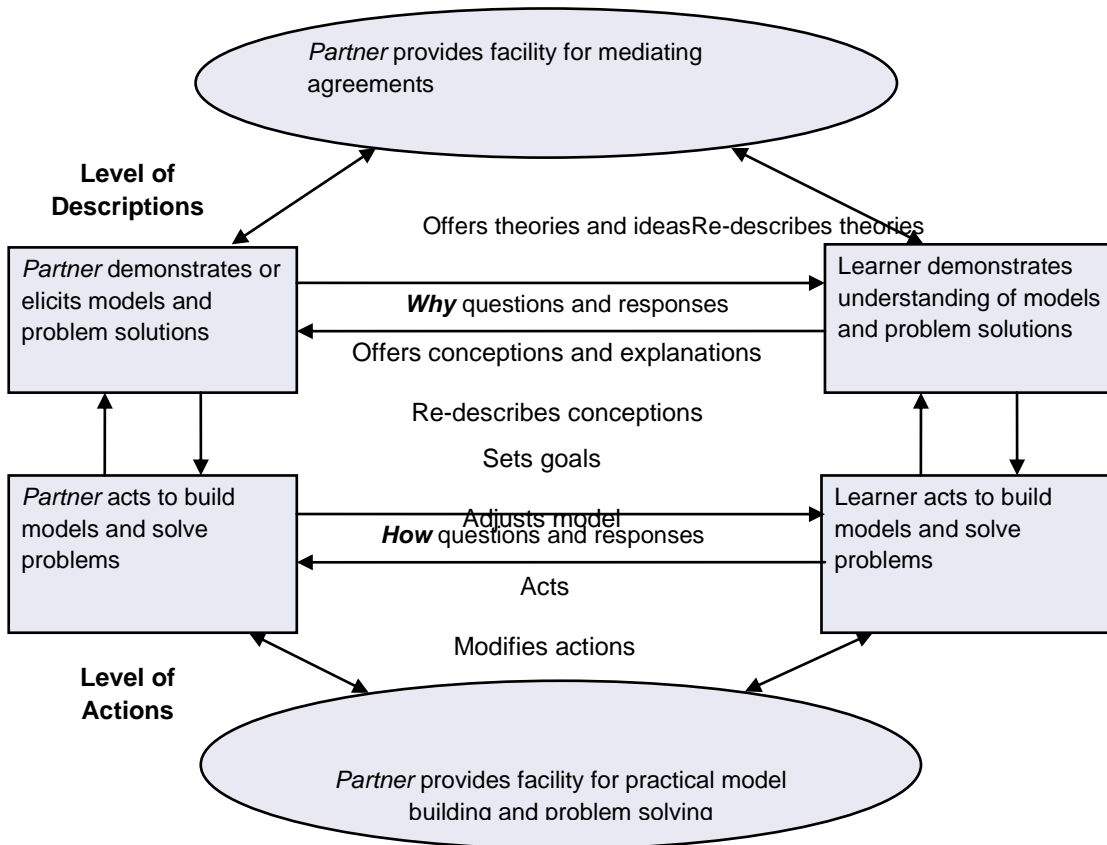 Partner provides facility for mediating
agreements
Level of
Descriptions
Offers theories and ideasRe-describes theories
Partner demonstrates or
elicits models and
problem solutions
Why questions and responses
Offers conceptions and explanations
Learner demonstrates
understanding of models
and problem solutions
Re-describes conceptions
Sets goals
Partner acts to build
models and solve
problems
Adjusts model
How questions and responses
Acts
Learner acts to build
models and solve
problems
Modifies actions
Level of
Actions
Partner provides facility for practical model
building and problem solving